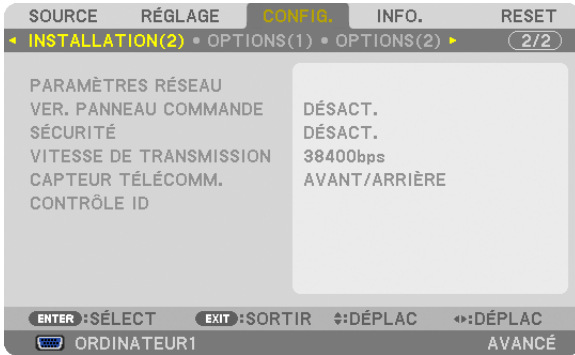 SOURCE RÉGLAGE CONFIG. INFO. RESET
◄ INSTALLATION(2) • OPTIONS(1) • OPTIONS(2) ► 2/2
PARAMÈTRES RÉSEAU
VER. PANNEAU COMMANDE DÉSACT.
SÉCURITÉ DÉSACT.
VITESSE DE TRANSMISSION 38400bps
CAPTEUR TÉLÉCOMM. AVANT/ARRIÈRE
CONTRÔLE ID
ENTER :SÉLECT EXIT :SORTIR ♦:DÉPLAC ◄►:DÉPLAC
ORDINATEUR1 AVANCÉ